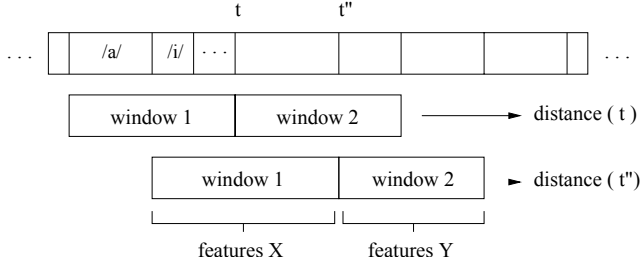 t t"
. . . /a/ /i/ . . . . . .
window 1 window 2 distance ( t )
window 1 window 2 distance ( t")
features X features Y